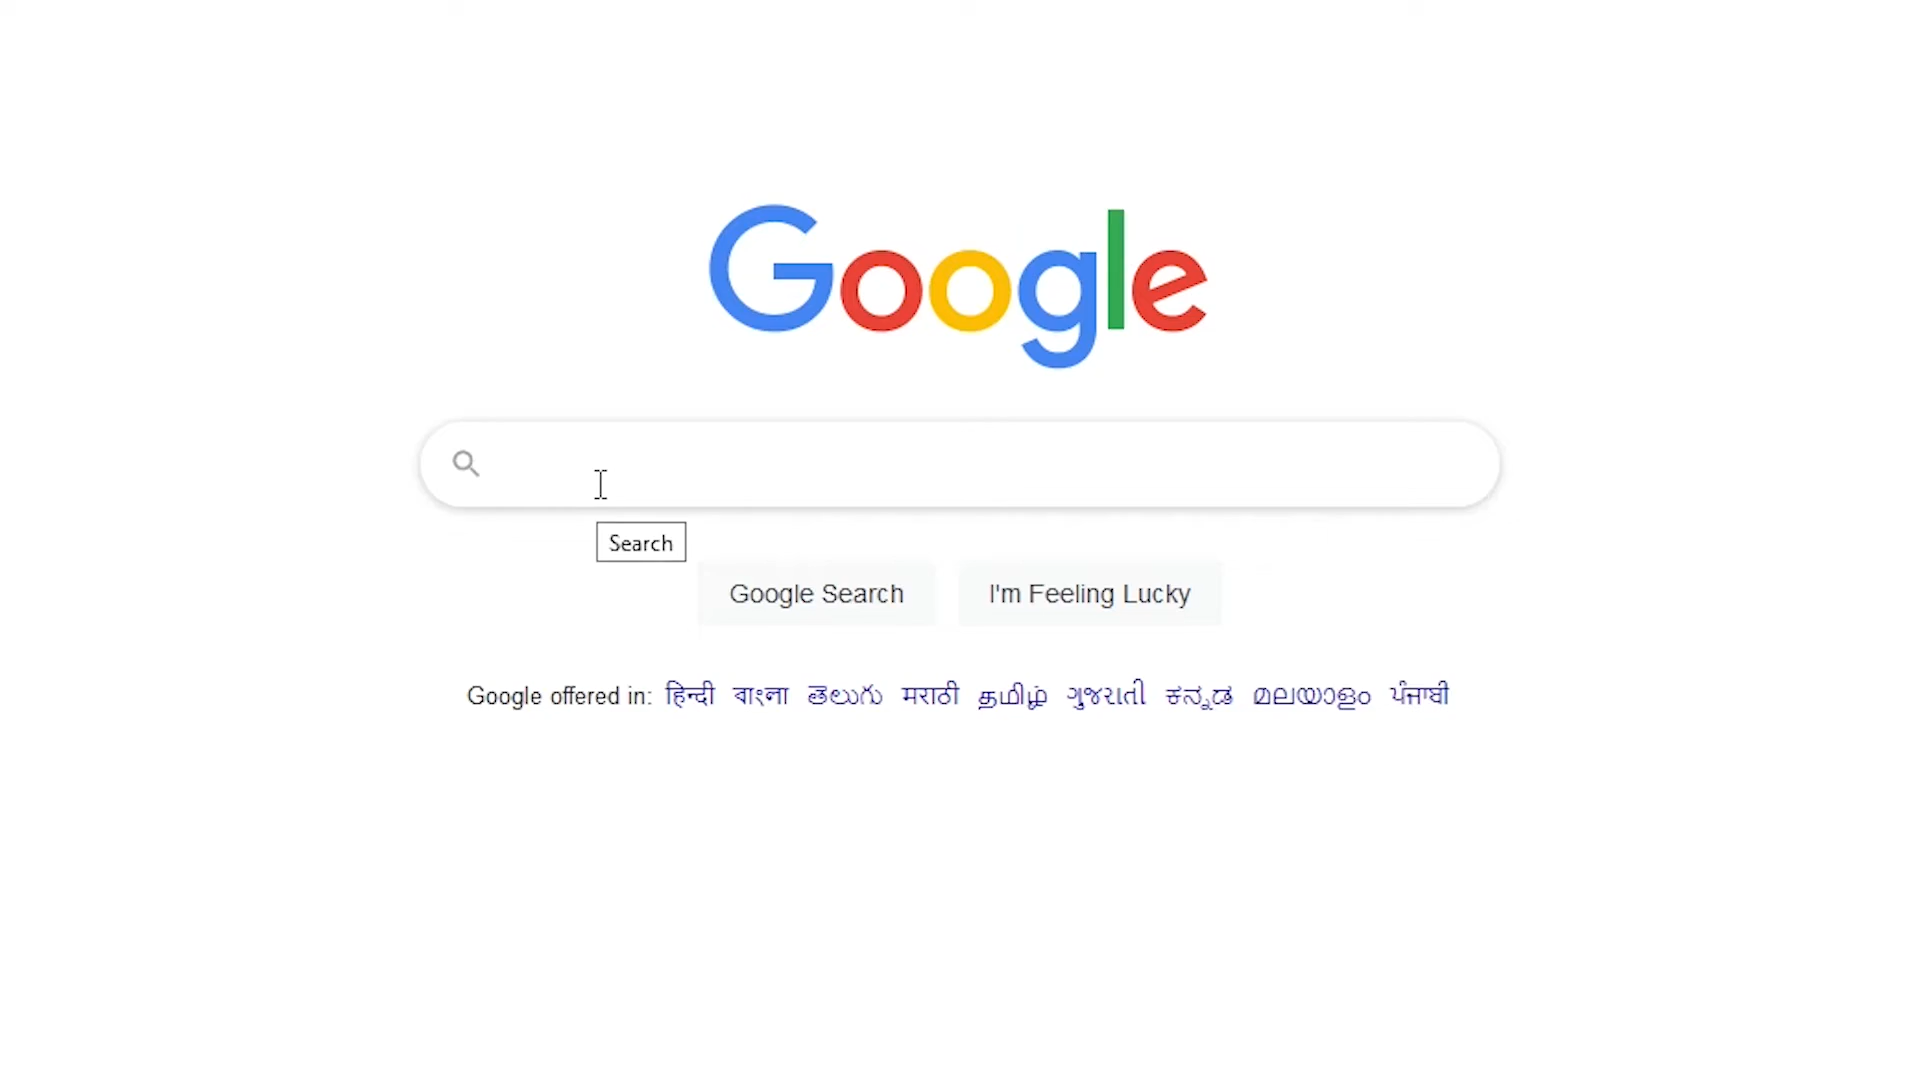 Google
Search
Google Search I'm Feeling Lucky
Google offered in: हिन्दी বাংলা తెలుగు मराठी தமிழ் ગુજરાતી ಕನ್ನಡ മലയാളം ਪੰਜਾਬੀ